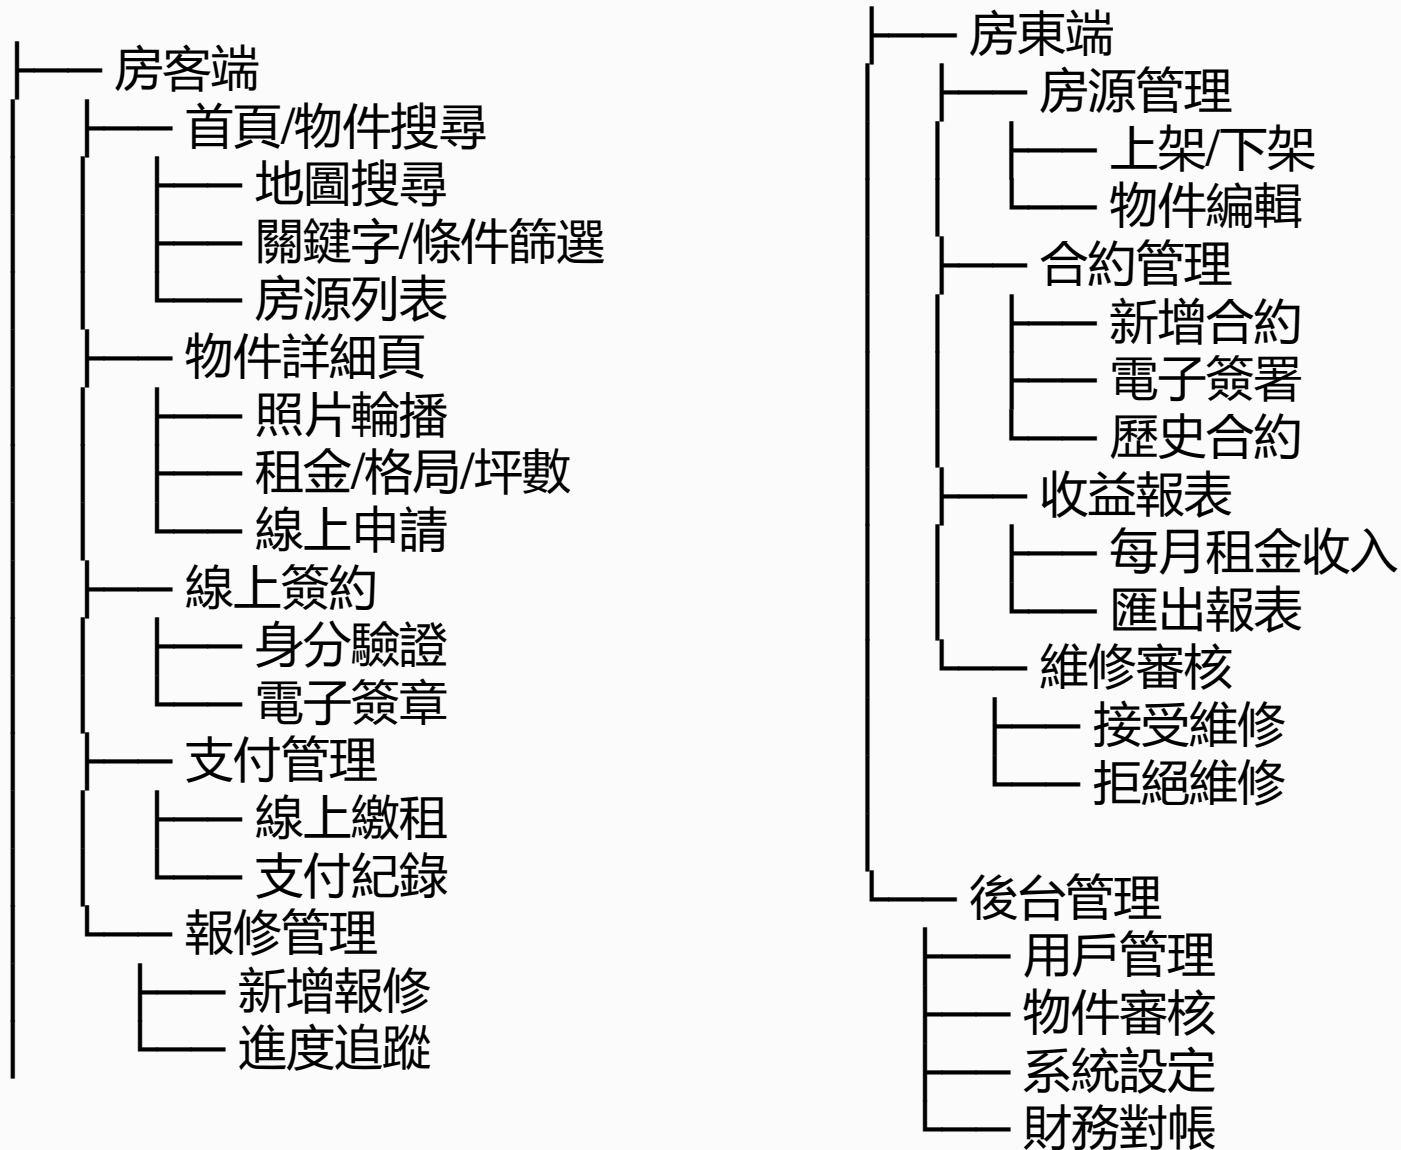 房客端
首頁/物件搜尋
地圖搜尋
關鍵字/條件篩選
房源列表
物件詳細頁
照片輪播
租金/格局/坪數
線上申請
線上簽約
身分驗證
電子簽章
支付管理
線上繳租
支付紀錄
報修管理
新增報修
進度追蹤
房東端
房源管理
上架/下架
物件編輯
合約管理
新增合約
電子簽署
歷史合約
收益報表
每月租金收入
匯出報表
維修審核
接受維修
拒絕維修
後台管理
用戶管理
物件審核
系統設定
財務對帳